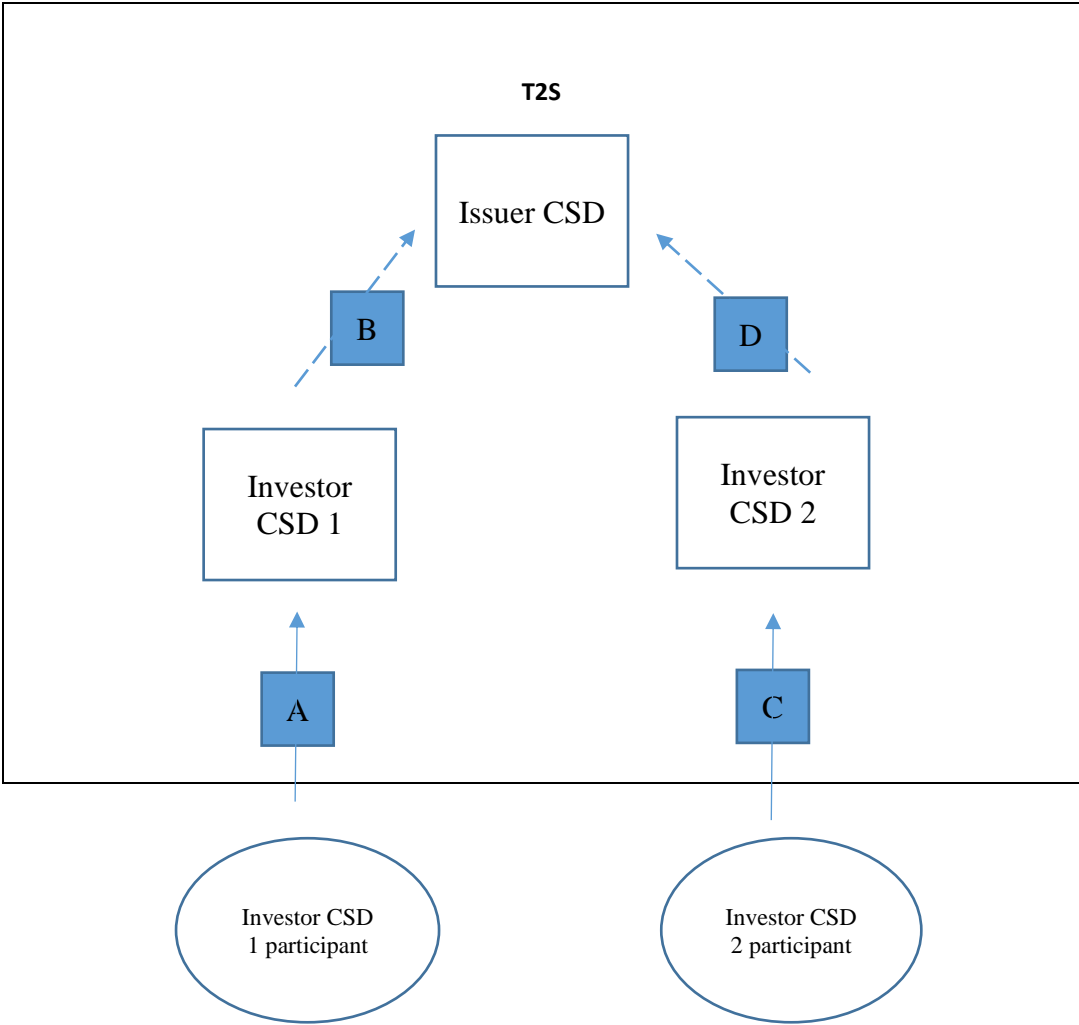 T2S
Issuer CSD
B
D
Investor
CSD 1
Investor
CSD 2
A
C
Investor CSD
1 participant
Investor CSD
2 participant